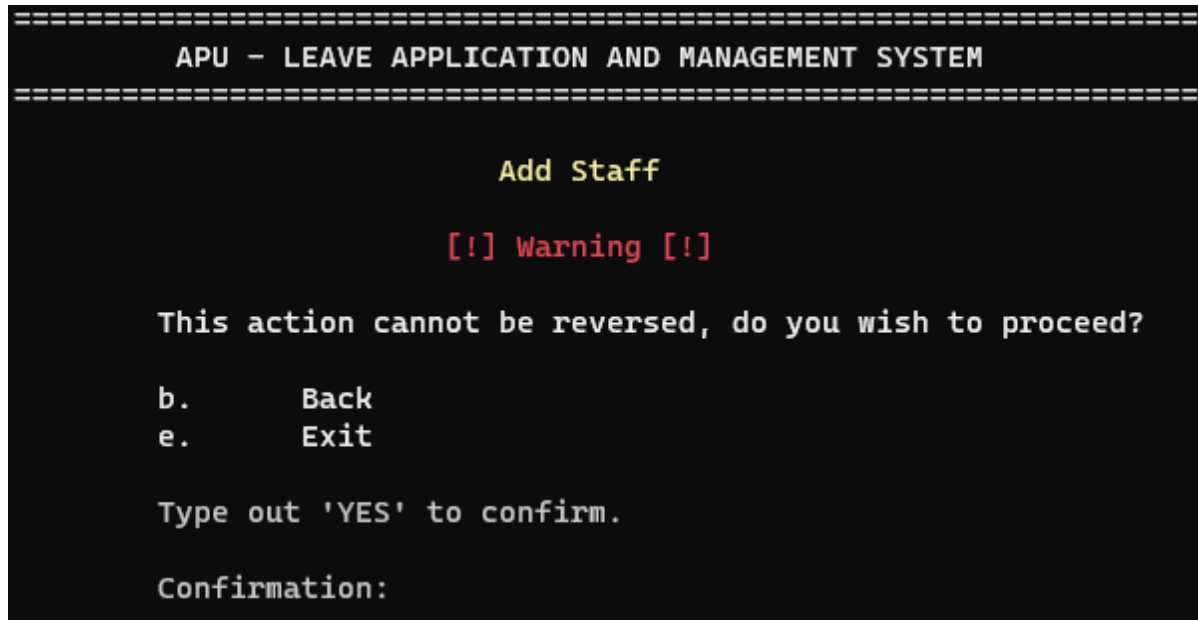 ==================================================================
APU - LEAVE APPLICATION AND MANAGEMENT SYSTEM
==================================================================
Add Staff
[!] Warning [!]
This action cannot be reversed, do you wish to proceed?
b. Back
e. Exit
Type out 'YES' to confirm.
Confirmation: